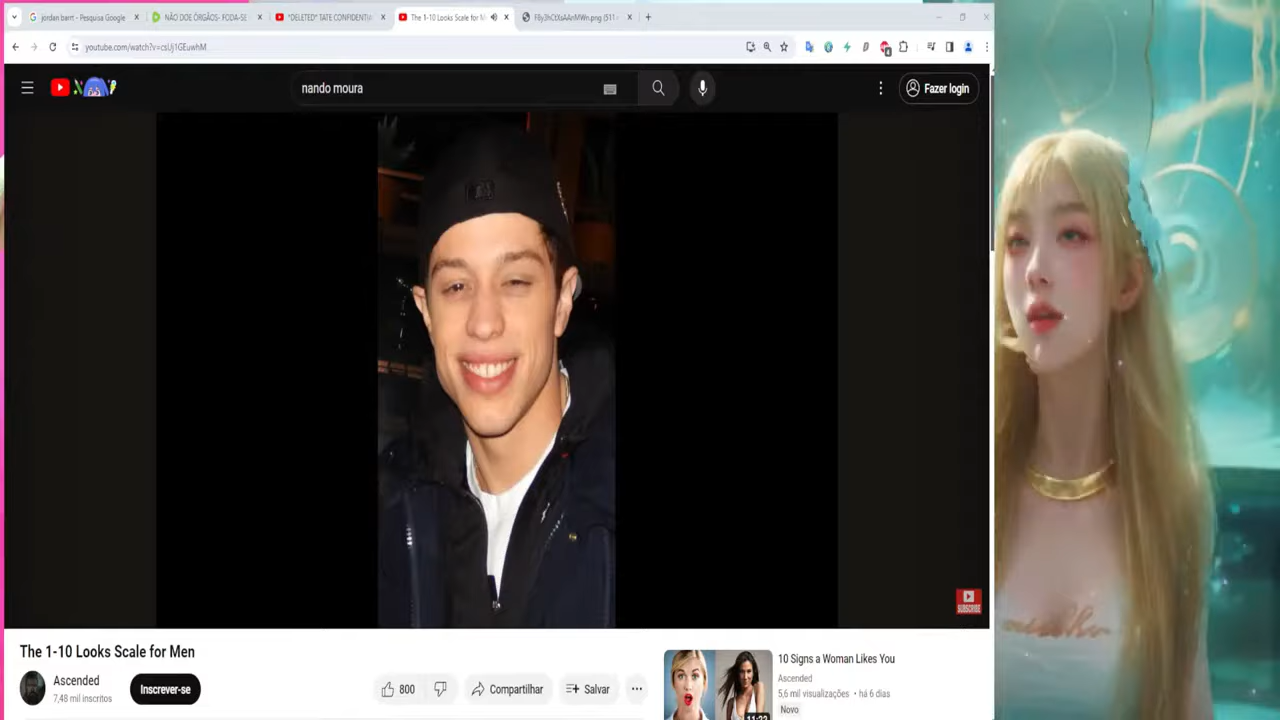 jordan barrt - Pesquisa Google
NÃO DOE ÓRGÃOS- FODA-SE
*DELETED* TATE CONFIDENTIA
The 1-10 Looks Scale for M
youtube.com/watch?v=csUj1GEuwhM
nando moura
Fazer login
SUBSCRIBE
The 1-10 Looks Scale for Men
Ascended
7,48 mil inscritos
Inscrever-se
800
Compartilhar
Salvar
10 Signs a Woman Likes You
Ascended
5,6 mil visualizações • há 6 dias
Novo